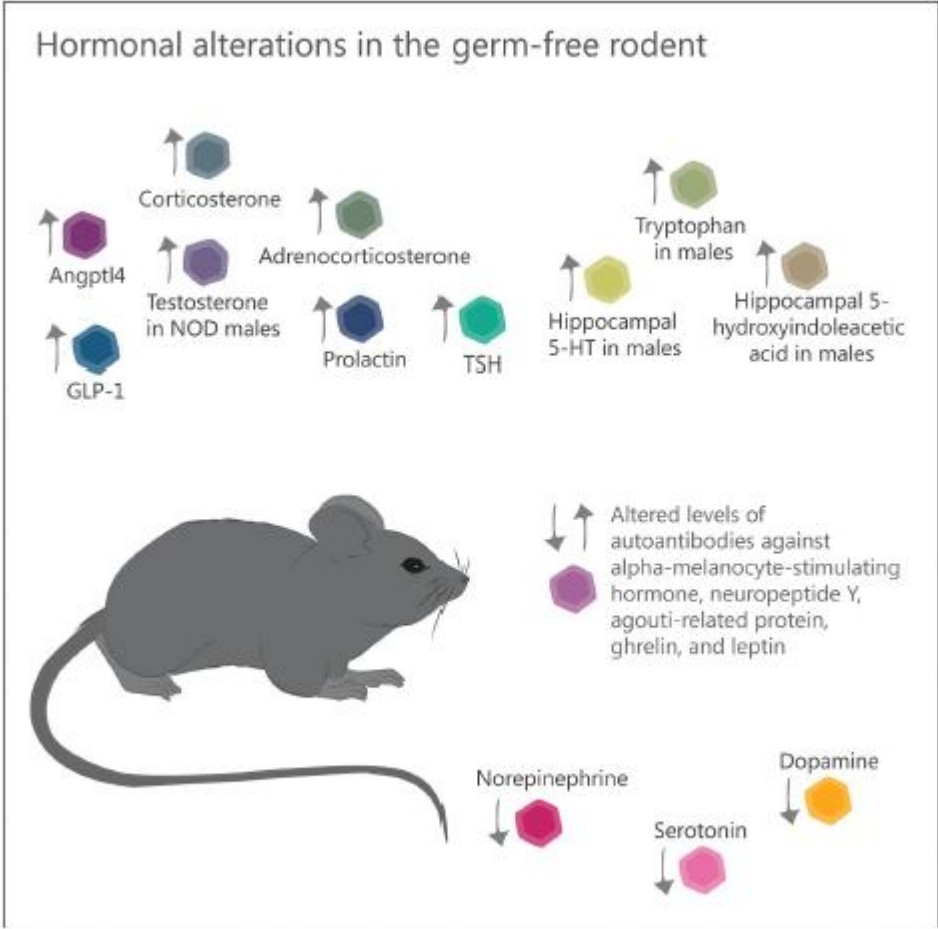 Hormonal alterations in the germ-free rodent
Corticosterone
Angptl4
Testosterone
in NOD males
Adrenocorticosterone
GLP-1
Prolactin
TSH
Hippocampal
5-HT in males
Tryptophan
in males
Hippocampal 5-
hydroxyindoleacetic
acid in males
Altered levels of
autoantibodies against
alpha-melanocyte-stimulating
hormone, neuropeptide Y,
agouti-related protein,
ghrelin, and leptin
Norepinephrine
Serotonin
Dopamine